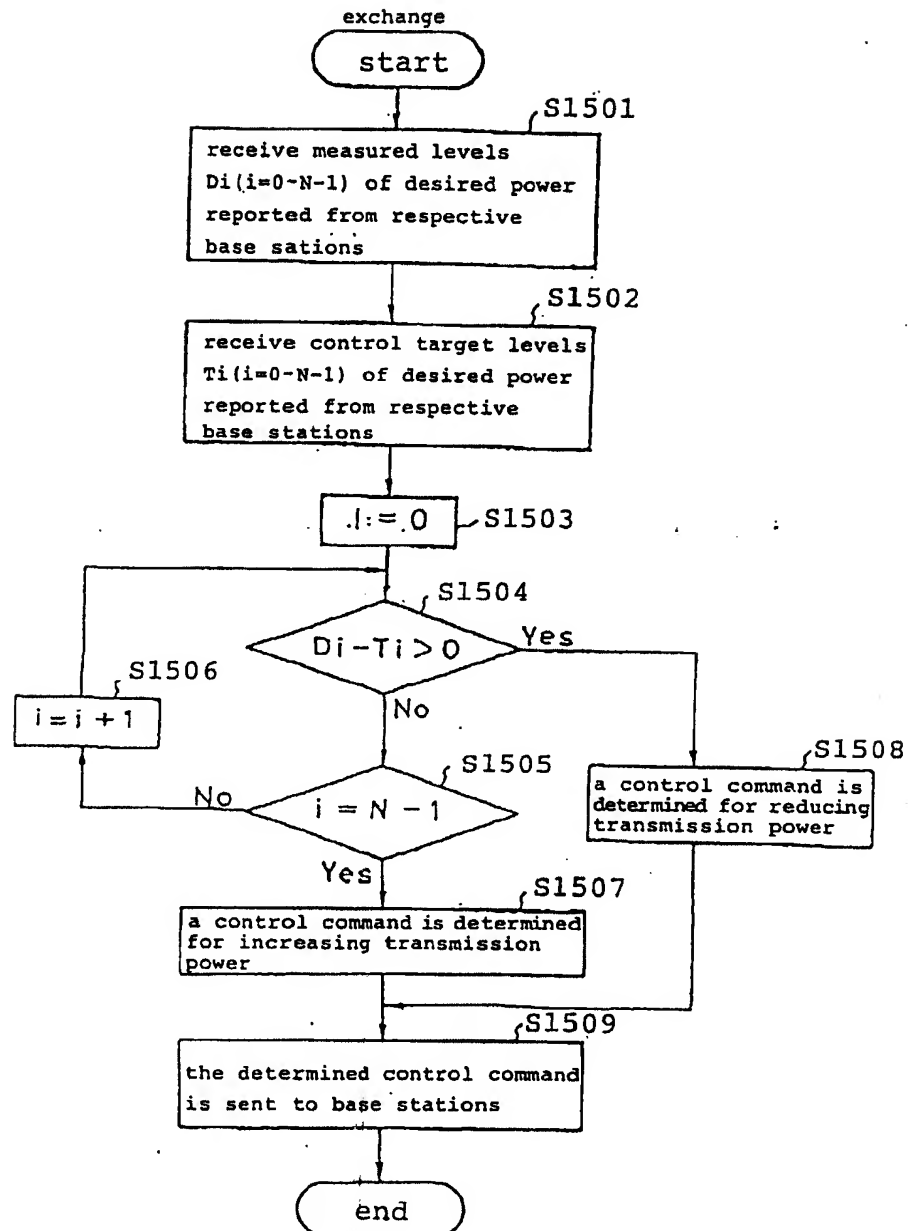 exchange
start
S1501
receive measured levels
Di(i=0~N-1) of desired power
reported from respective
base sations
S1502
receive control target levels
Ti(i=0~N-1) of desired power
reported from respective
base stations
.I:=.0
S1503
S1504
Di-Ti>0
Yes
S1506
i=i+1
No
S1505
S1508
No
i=N-1
a control command is
determined for reducing
transmission power
Yes
S1507
a control command is determined
for increasing transmission
power
S1509
the determined control command
is sent to base stations
end